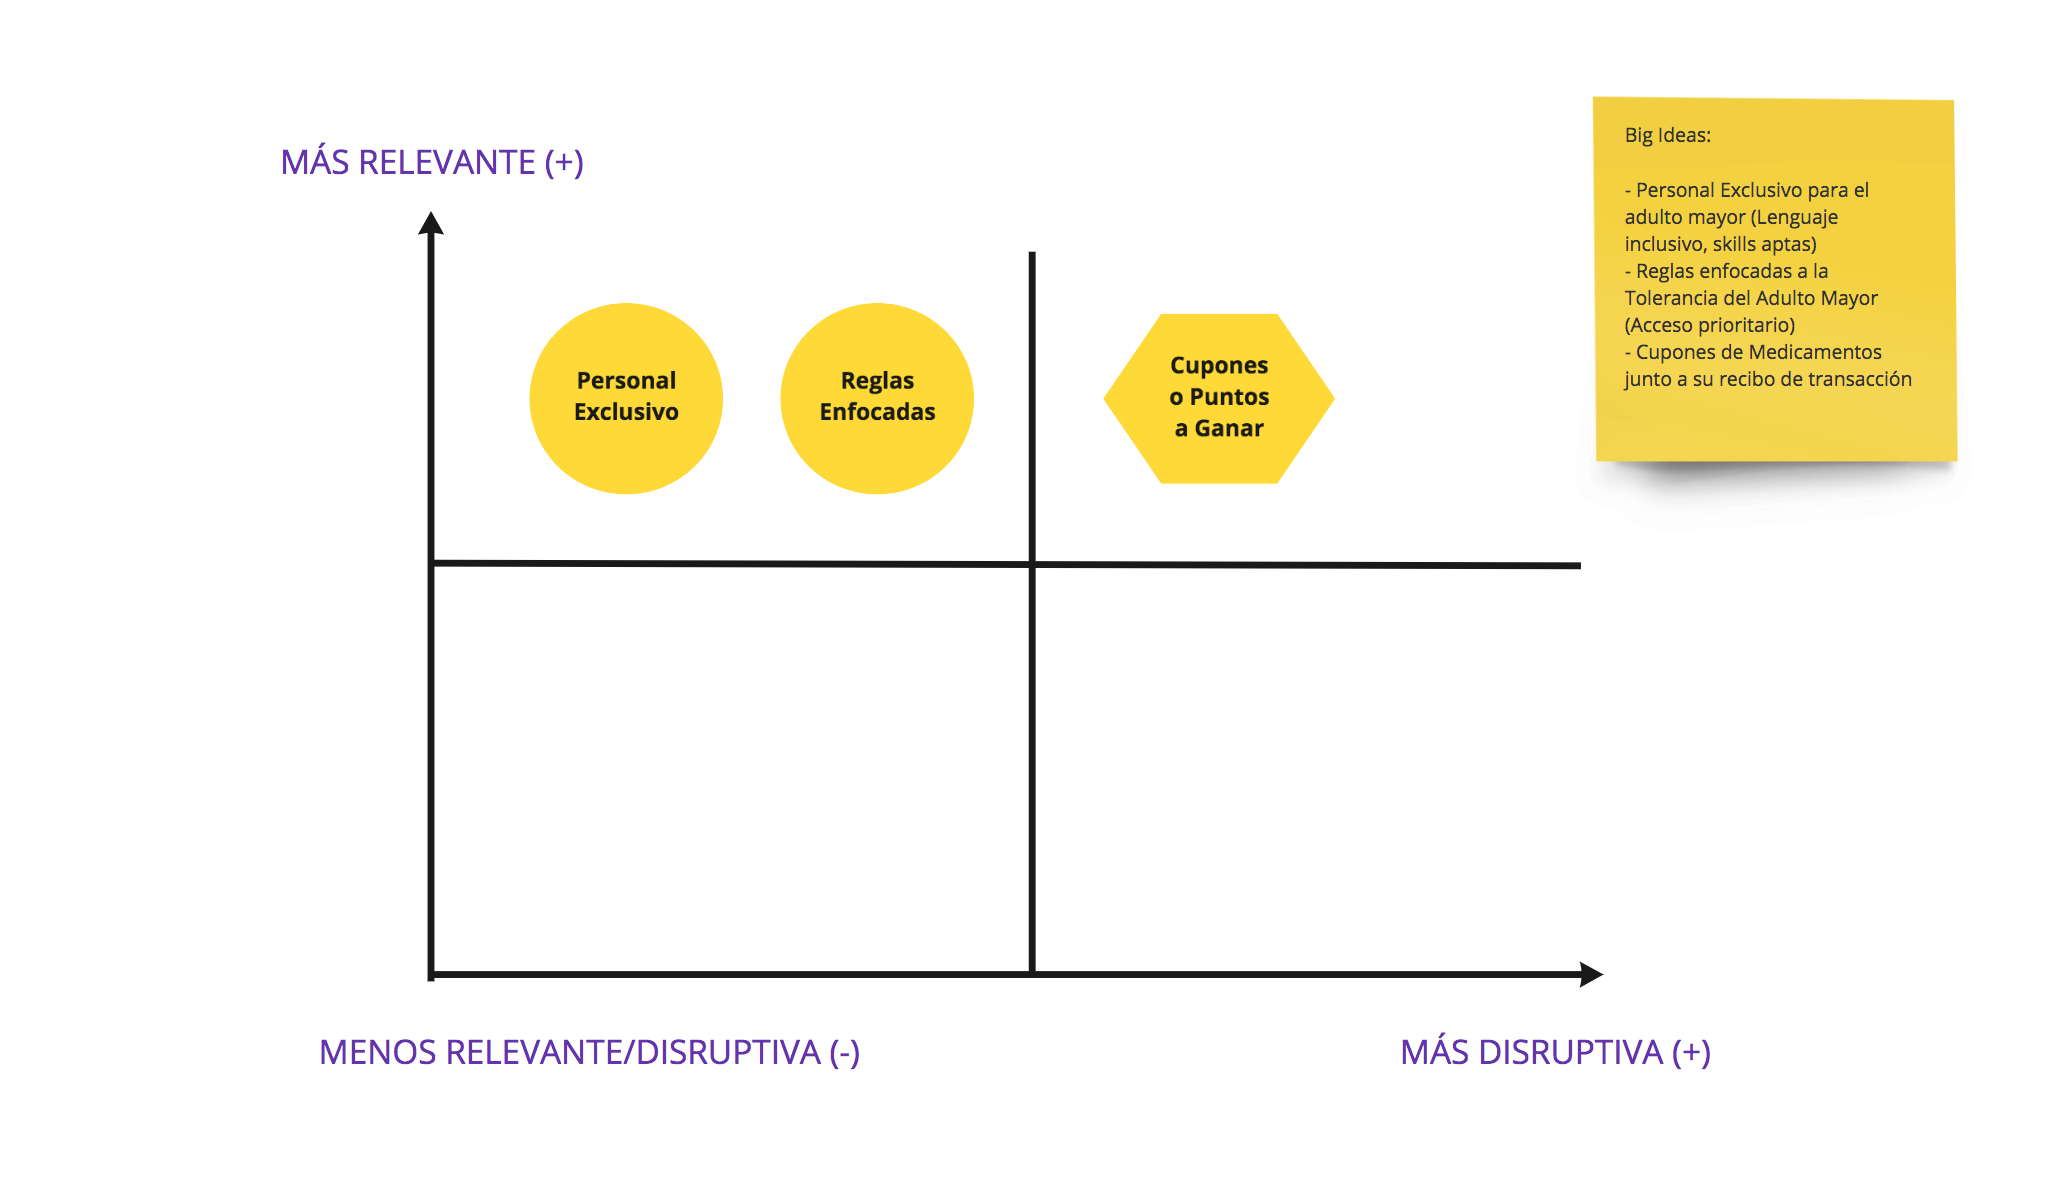 MÁS RELEVANTE (+)
Personal
Exclusivo
Reglas
Enfocadas
Cupones
o Puntos
a Ganar
Big Ideas:
- Personal Exclusivo para el
adulto mayor (Lenguaje
inclusivo, skills aptas)
- Reglas enfocadas a la
Tolerancia del Adulto Mayor
(Acceso prioritario)
- Cupones de Medicamentos
junto a su recibo de transacción
MENOS RELEVANTE/DISRUPTIVA (-)
MÁS DISRUPTIVA (+)